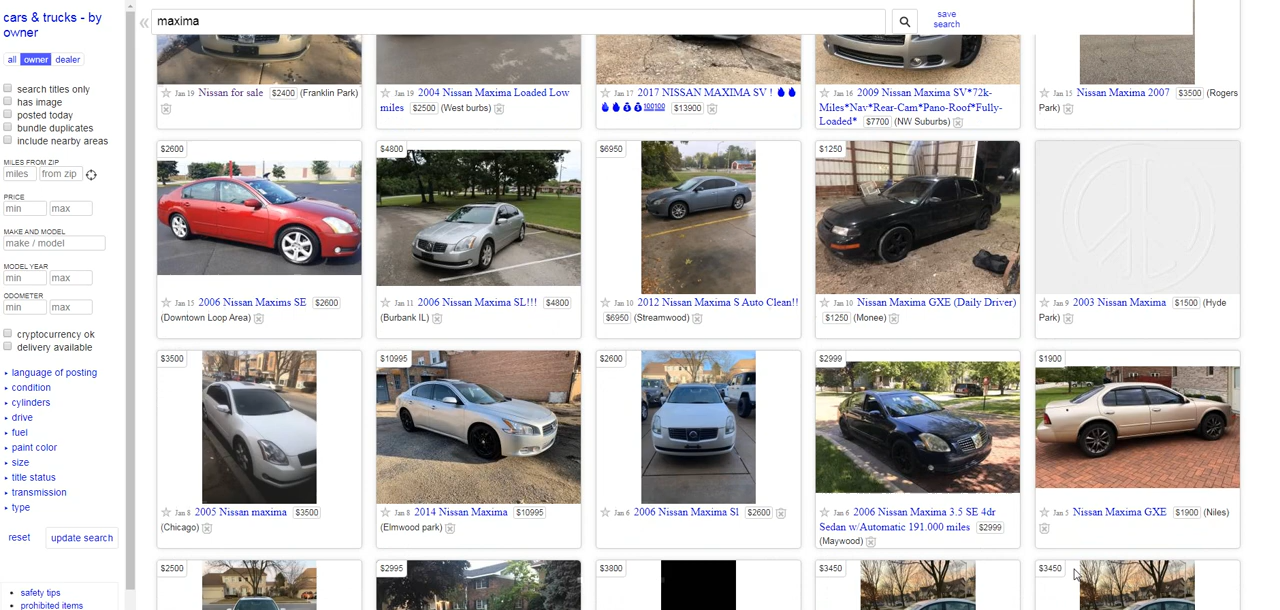 cars & trucks - by
owner
all owner dealer
search titles only
has image
posted today
bundle duplicates
include nearby areas
MILES FROM ZIP
miles from zip
PRICE
min max
MAKE AND MODEL
make / model
MODEL YEAR
min max
ODOMETER
min max
cryptocurrency ok
delivery available
language of posting
condition
cylinders
drive
fuel
paint color
size
title status
transmission
type
reset update search
safety tips
prohibited items
« maxima
save
search
Jan 19 Nissan for sale $2400 (Franklin Park)
Jan 19 2004 Nissan Maxima Loaded Low
miles $2500 (West burbs)
Jan 17 2017 NISSAN MAXIMA SV ! 🔥🔥
🔥🔥💰💰💯💯 $13900
Jan 16 2009 Nissan Maxima SV*72k-
Miles*Nav*Rear-Cam*Pano-Roof*Fully-
Loaded* $7700 (NW Suburbs)
Jan 15 Nissan Maxima 2007 $3500 (Rogers
Park)
$2600
Jan 15 2006 Nissan Maxims SE $2600
(Downtown Loop Area)
$4800
Jan 11 2006 Nissan Maxima SL!!! $4800
(Burbank IL)
$6950
Jan 10 2012 Nissan Maxima S Auto Clean!!
$6950 (Streamwood)
$1250
Jan 10 Nissan Maxima GXE (Daily Driver)
$1250 (Monee)
Jan 9 2003 Nissan Maxima $1500 (Hyde
Park)
$3500
Jan 8 2005 Nissan maxima $3500
(Chicago)
$10995
Jan 8 2014 Nissan Maxima $10995
(Elmwood park)
$2600
Jan 6 2006 Nissan Maxima Sl $2600
$2999
Jan 6 2006 Nissan Maxima 3.5 SE 4dr
Sedan w/Automatic 191.000 miles $2999
(Maywood)
$1900
Jan 5 Nissan Maxima GXE $1900 (Niles)
$2500
$2995
$3800
$3450
$3450